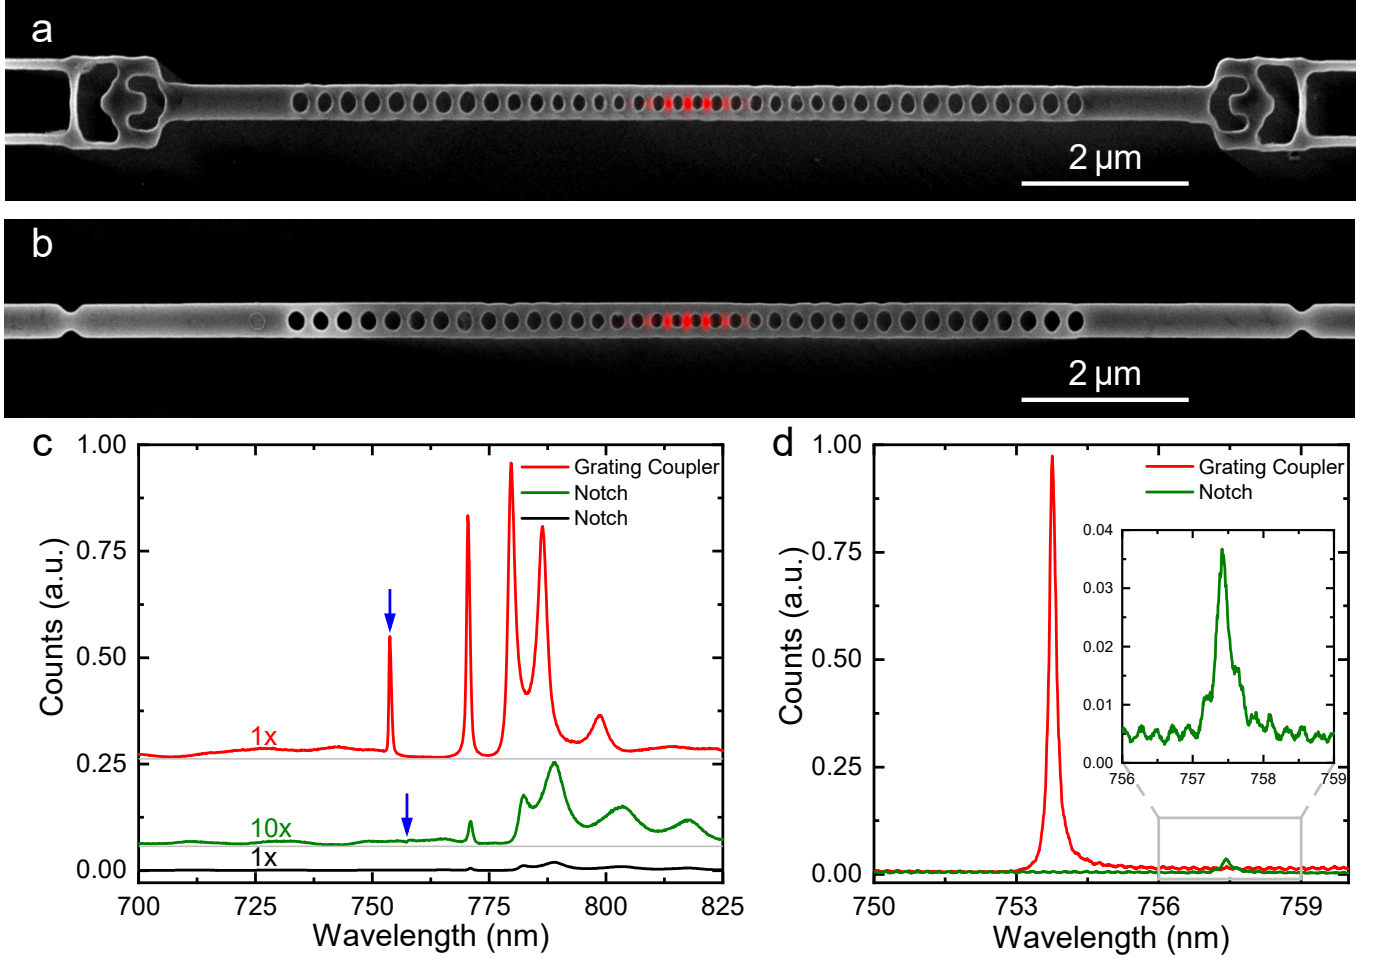 a
2 µm
b
2 µm
c
1.00
0.75
0.50
0.25
0.00
Counts (a.u.)
Grating Coupler
Notch
Notch
1x
10x
1x
700
725
750
775
800
825
Wavelength (nm)
d
1.00
0.75
0.50
0.25
0.00
Counts (a.u.)
Grating Coupler
Notch
0.04
0.03
0.02
0.01
0.00
756
757
758
759
750
753
756
759
Wavelength (nm)